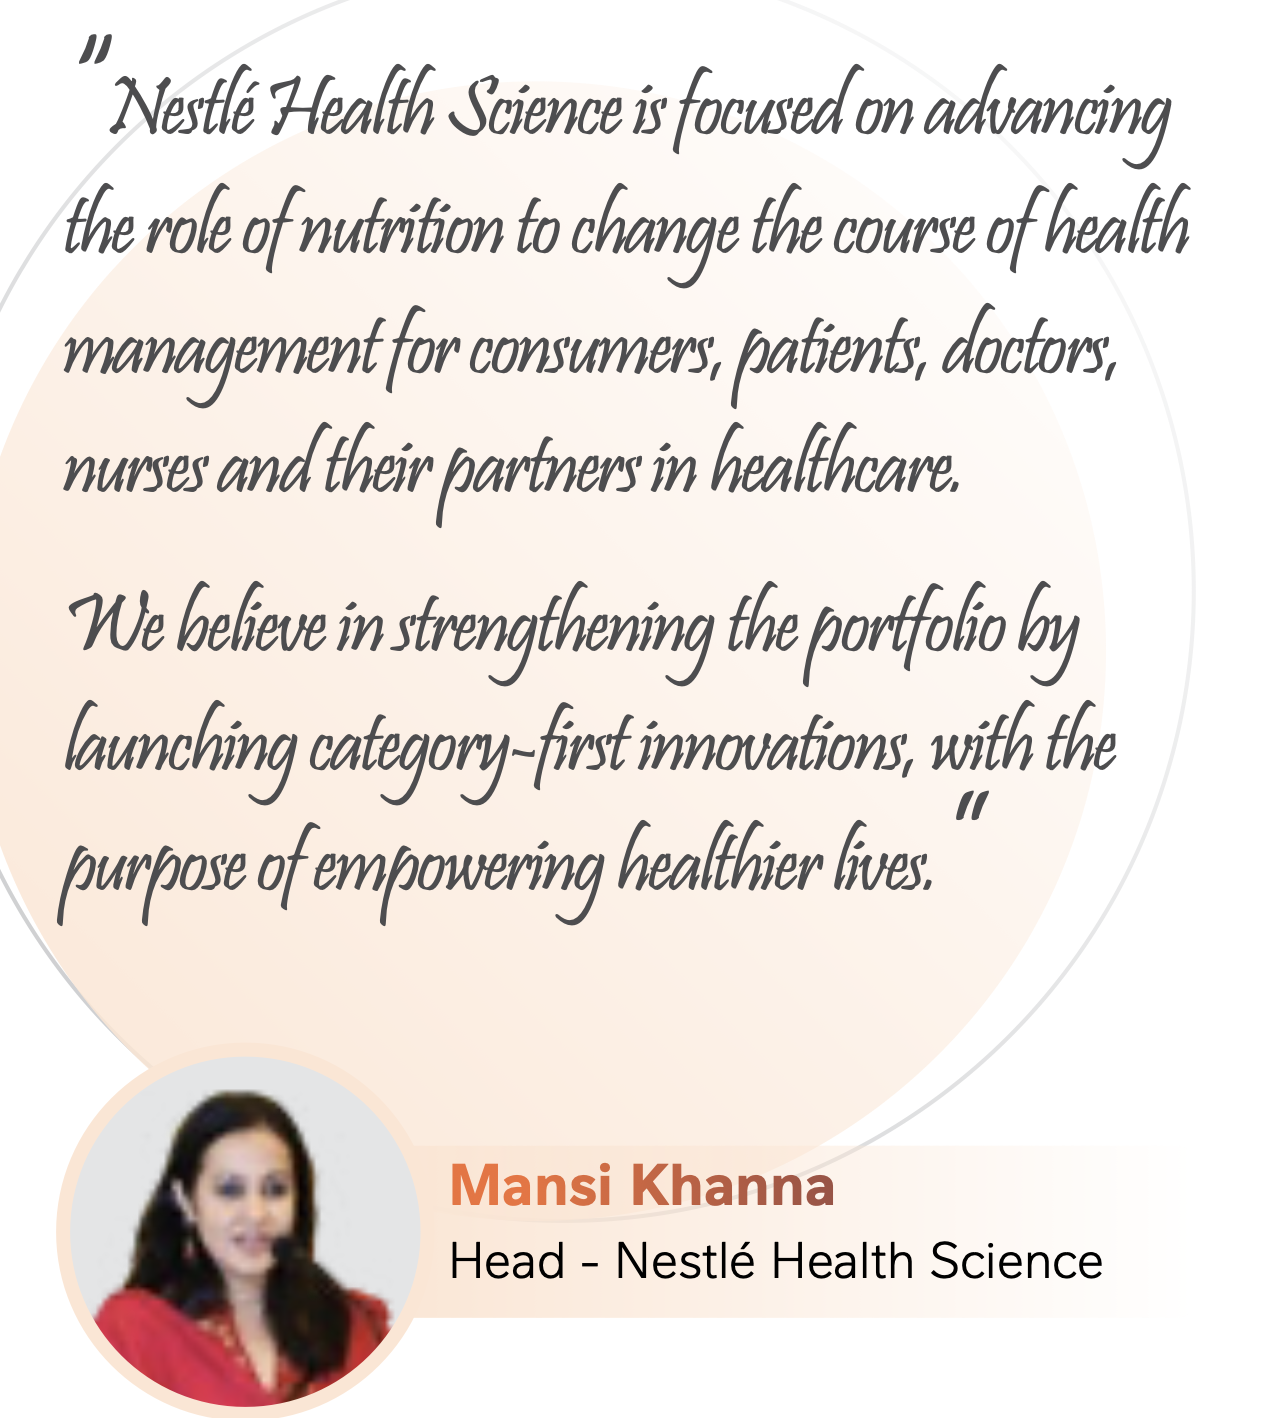 "Nestlé Health Science is focused on advancing
the role of nutrition to change the course of health
management for consumers, patients, doctors,
nurses and their partners in healthcare.
We believe in strengthening the portfolio by
launching category-first innovations, with the
purpose of empowering healthier lives."
Mansi Khanna
Head - Nestlé Health Science